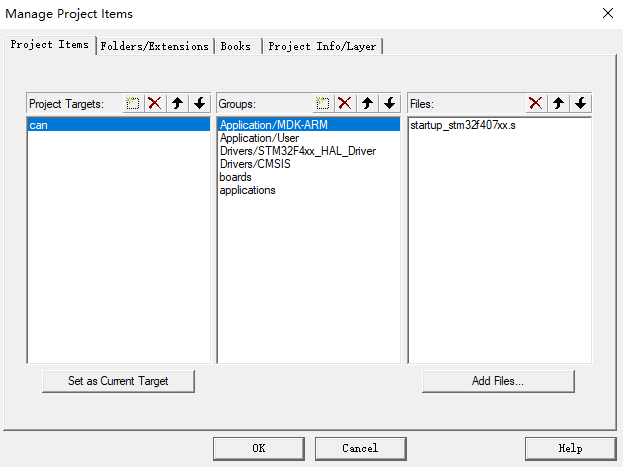 Manage Project Items
Project Items
Folders/Extensions
Books
Project Info/Layer
Project Targets:
can
Set as Current Target
Groups:
Application/MDK-ARM
Application/User
Drivers/STM32F4xx_HAL_Driver
Drivers/CMSIS
boards
applications
Files:
startup_stm32f407xx.s
Add Files...
OK
Cancel
Help